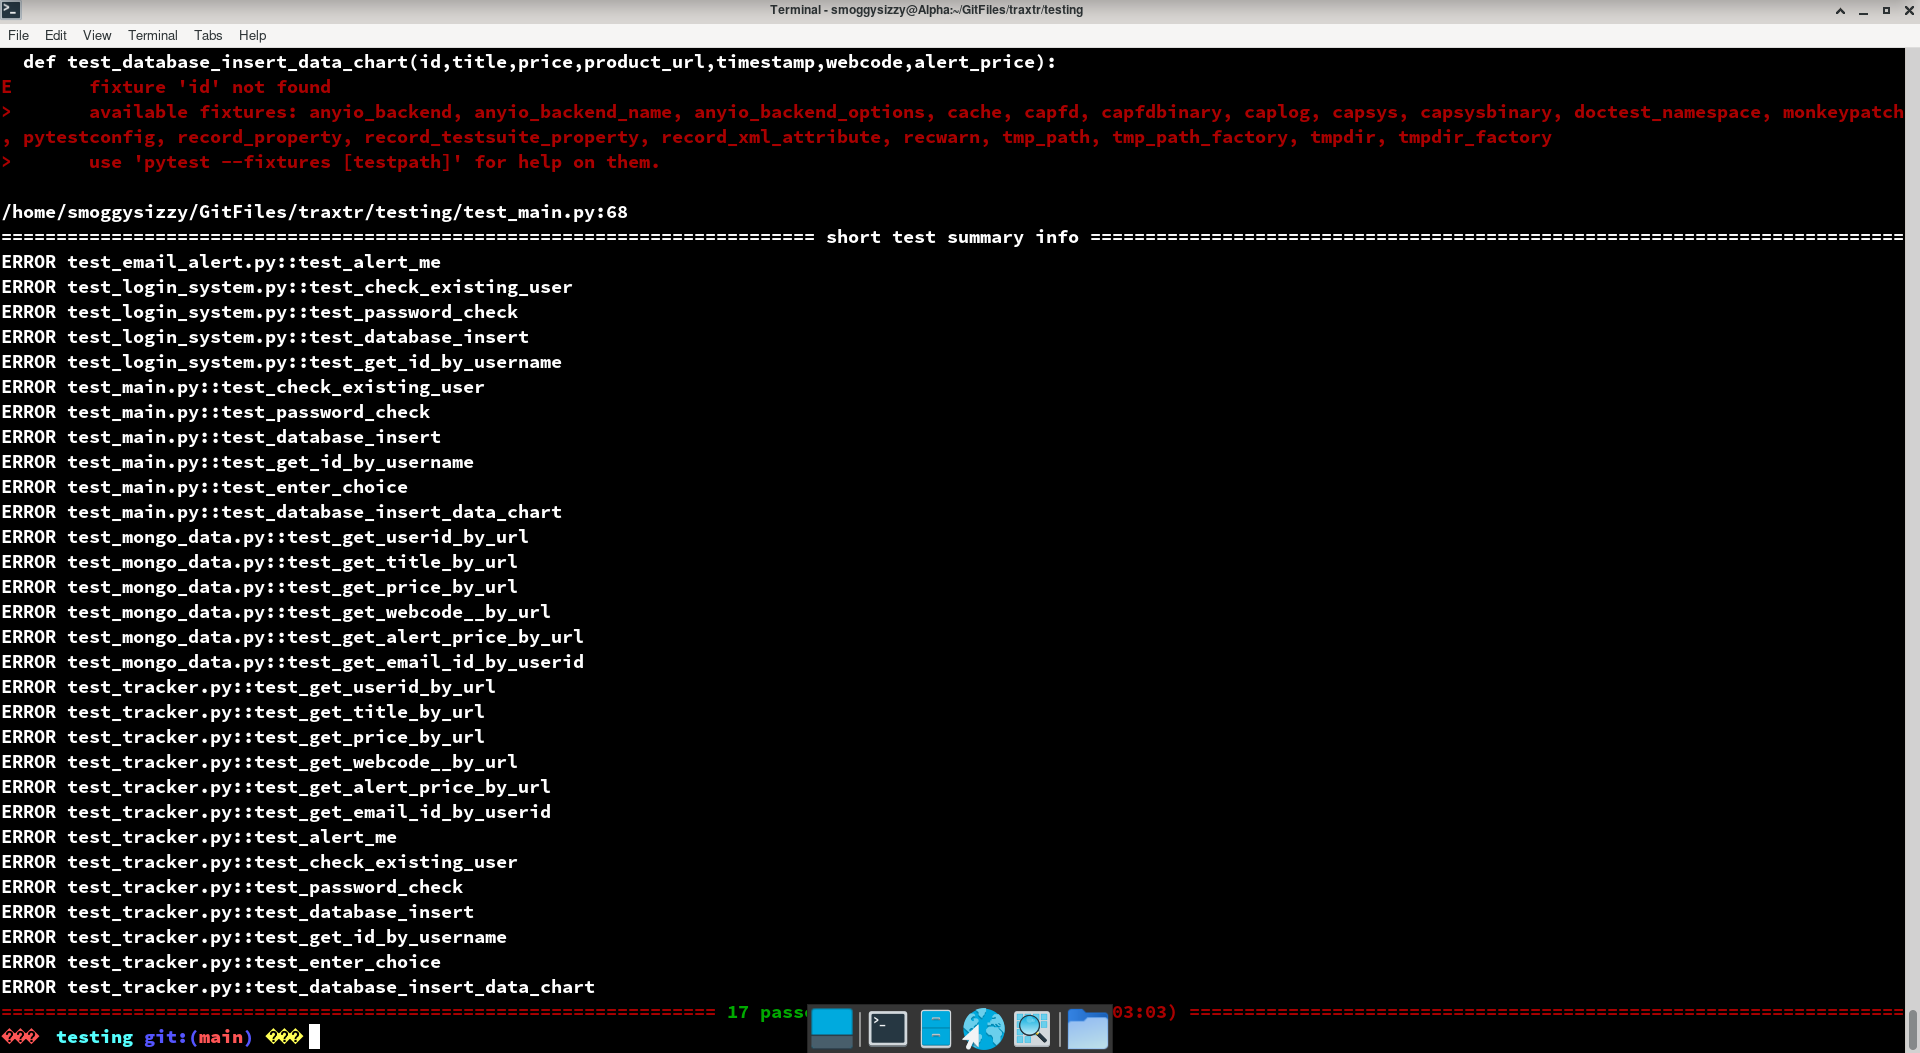 Terminal - smoggysizzy@Alpha:~/GitFiles/traxtr/testing
File Edit View Terminal Tabs Help
def test_database_insert_data_chart(id,title,price,product_url,timestamp,webcode,alert_price):
E       fixture 'id' not found
>       available fixtures: anyio_backend, anyio_backend_name, anyio_backend_options, cache, capfd, capfdbinary, caplog, capsys, capsysbinary, doctest_namespace, monkeypatch
, pytestconfig, record_property, record_testsuite_property, record_xml_attribute, recwarn, tmp_path, tmp_path_factory, tmpdir, tmpdir_factory
>       use 'pytest --fixtures [testpath]' for help on them.
/home/smoggysizzy/GitFiles/traxtr/testing/test_main.py:68
========================================================================== short test summary info ==========================================================================
ERROR test_email_alert.py::test_alert_me
ERROR test_login_system.py::test_check_existing_user
ERROR test_login_system.py::test_password_check
ERROR test_login_system.py::test_database_insert
ERROR test_login_system.py::test_get_id_by_username
ERROR test_main.py::test_check_existing_user
ERROR test_main.py::test_password_check
ERROR test_main.py::test_database_insert
ERROR test_main.py::test_get_id_by_username
ERROR test_main.py::test_enter_choice
ERROR test_main.py::test_database_insert_data_chart
ERROR test_mongo_data.py::test_get_userid_by_url
ERROR test_mongo_data.py::test_get_title_by_url
ERROR test_mongo_data.py::test_get_price_by_url
ERROR test_mongo_data.py::test_get_webcode__by_url
ERROR test_mongo_data.py::test_get_alert_price_by_url
ERROR test_mongo_data.py::test_get_email_id_by_userid
ERROR test_tracker.py::test_get_userid_by_url
ERROR test_tracker.py::test_get_title_by_url
ERROR test_tracker.py::test_get_price_by_url
ERROR test_tracker.py::test_get_webcode__by_url
ERROR test_tracker.py::test_get_alert_price_by_url
ERROR test_tracker.py::test_get_email_id_by_userid
ERROR test_tracker.py::test_alert_me
ERROR test_tracker.py::test_check_existing_user
ERROR test_tracker.py::test_password_check
ERROR test_tracker.py::test_database_insert
ERROR test_tracker.py::test_get_id_by_username
ERROR test_tracker.py::test_enter_choice
ERROR test_tracker.py::test_database_insert_data_chart
================================================================= 17 passe 03:03) =================================================================
��� testing git:(main) ���